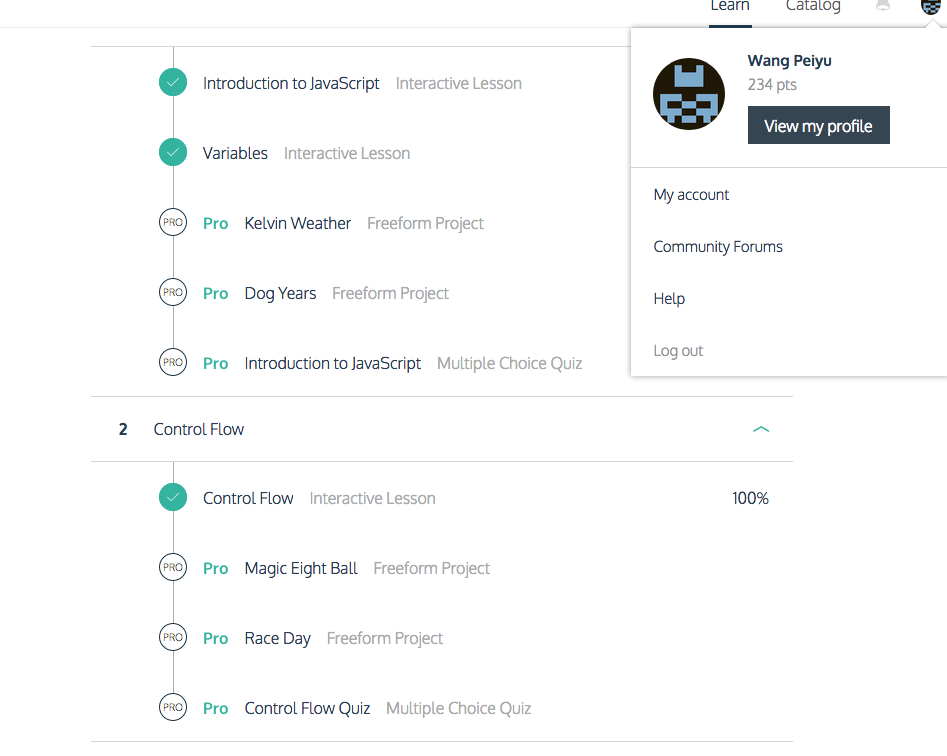 Learn Catalog
Wang Peiyu
234 pts
View my profile
My account
Community Forums
Help
Log out
Introduction to JavaScript Interactive Lesson
Variables Interactive Lesson
PRO Pro Kelvin Weather Freeform Project
PRO Pro Dog Years Freeform Project
PRO Pro Introduction to JavaScript Multiple Choice Quiz
2 Control Flow
Control Flow Interactive Lesson 100%
PRO Pro Magic Eight Ball Freeform Project
PRO Pro Race Day Freeform Project
PRO Pro Control Flow Quiz Multiple Choice Quiz